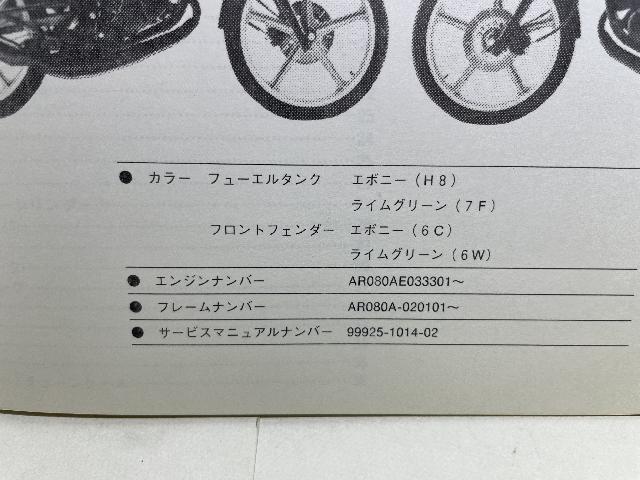 ● カラー フューエルタンク エボニー（H8）
ライムグリーン（7F）
フロントフェンダー エボニー（6C）
ライムグリーン（6W）
● エンジンナンバー AR080AE033301～
● フレームナンバー AR080A-020101～
● サービスマニュアルナンバー 99925-1014-02